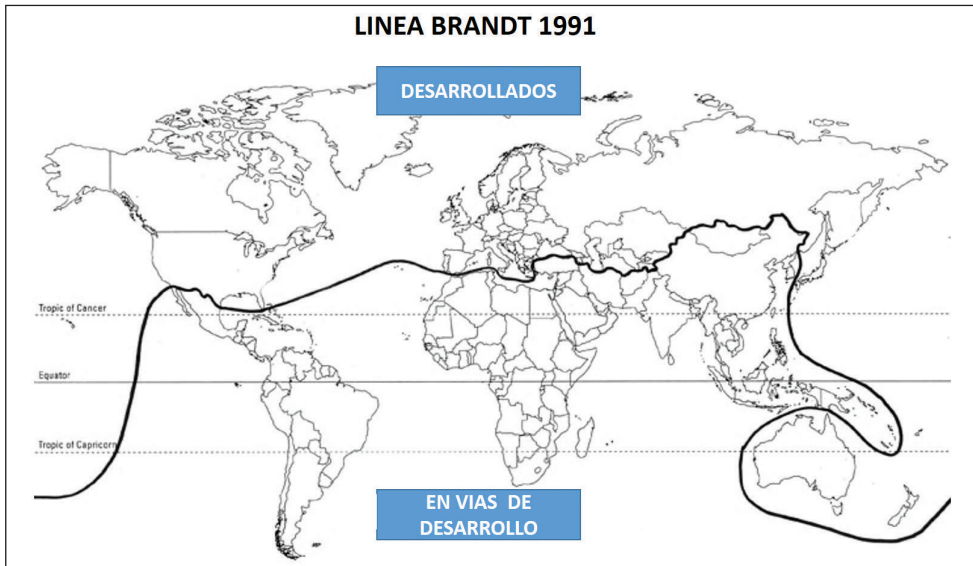 LINEA BRANDT 1991
DESARROLLADOS
Tropic of Cancer
Equator
Tropic of Capricorn
EN VIAS DE
DESARROLLO